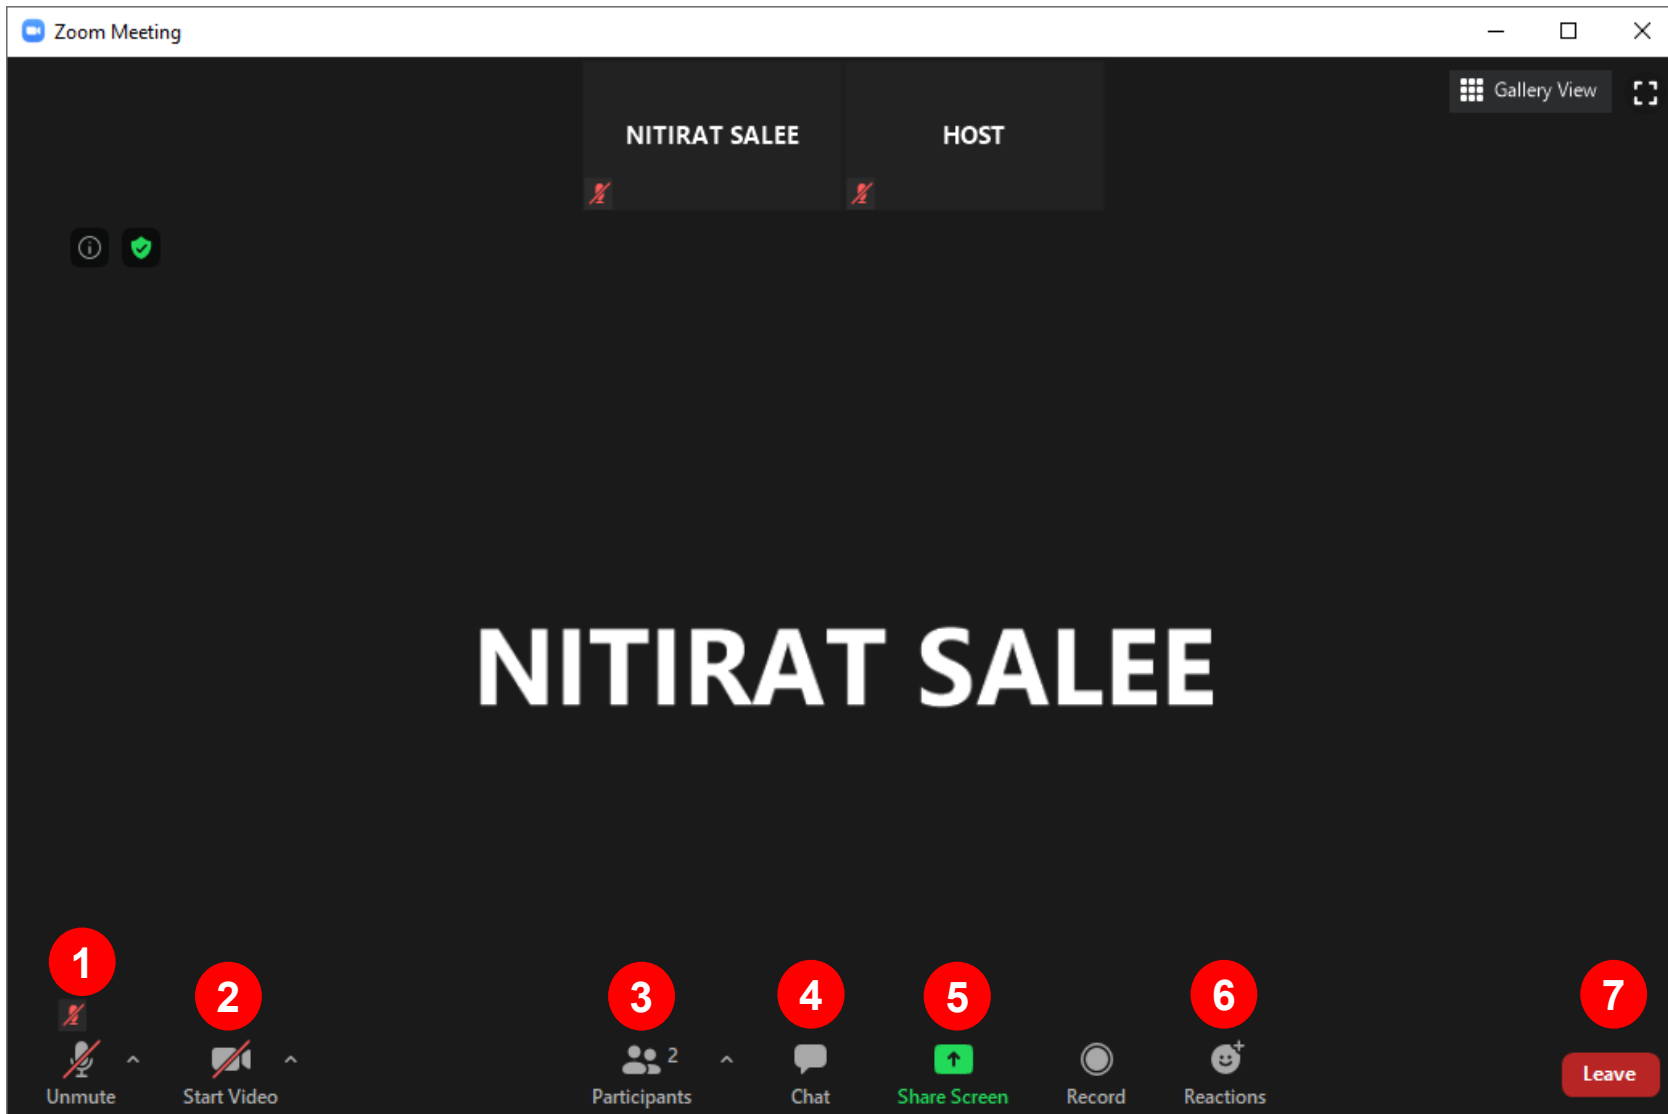 Zoom Meeting
Gallery View
NITIRAT SALEE HOST
NITIRAT SALEE
1 2 3 4 5 6 7
2
Unmute Start Video Participants Chat Share Screen Record Reactions Leave